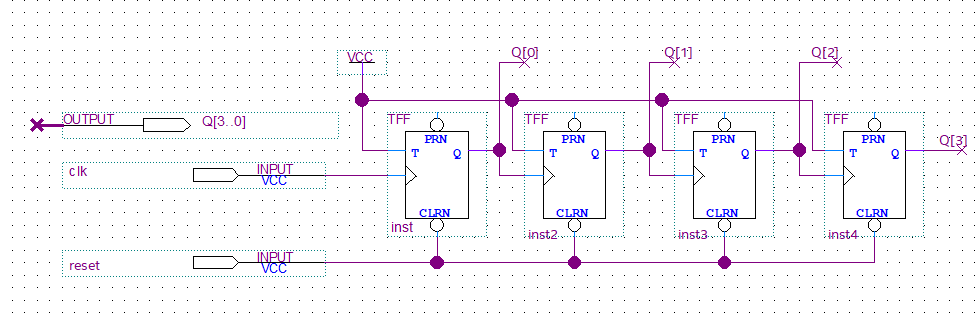 VCC
Q[0]
Q[1]
Q[2]
OUTPUT
Q[3..0]
TFF
TFF
TFF
TFF
PRN
PRN
PRN
PRN
T Q
T Q
T Q
T Q
Q[3]
clk
INPUT
VCC
CLRN
CLRN
CLRN
CLRN
inst
inst2
inst3
inst4
reset
INPUT
VCC